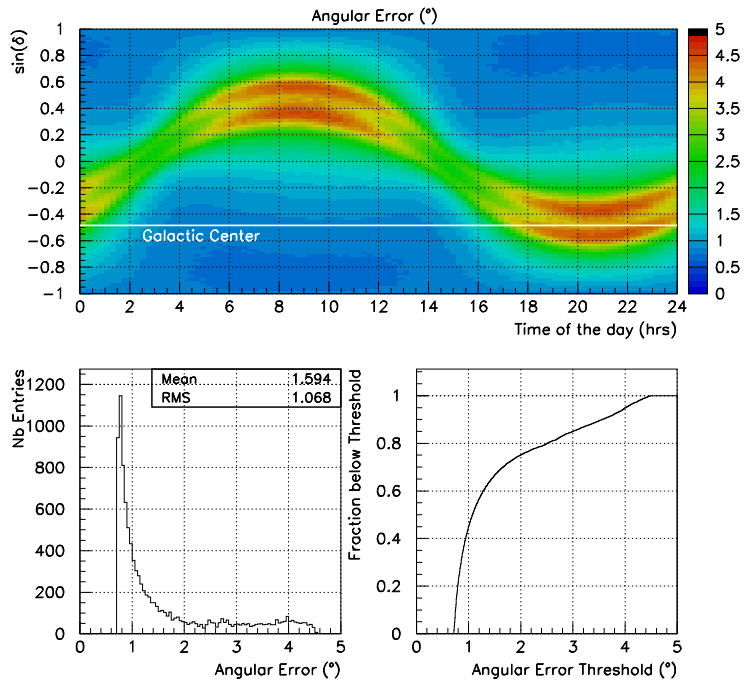 Angular Error (°)
sin(δ)
1
0.8
0.6
0.4
0.2
0
−0.2
−0.4
−0.6
−0.8
−1
Galactic Center
0 2 4 6 8 10 12 14 16 18 20 22 24
Time of the day (hrs)
5
4.5
4
3.5
3
2.5
2
1.5
1
0.5
0
Nb Entries
1200
1000
800
600
400
200
0
Mean 1.594
RMS 1.068
0 1 2 3 4 5
Angular Error (°)
Fraction below Threshold
1
0.8
0.6
0.4
0.2
0
0 1 2 3 4 5
Angular Error Threshold (°)